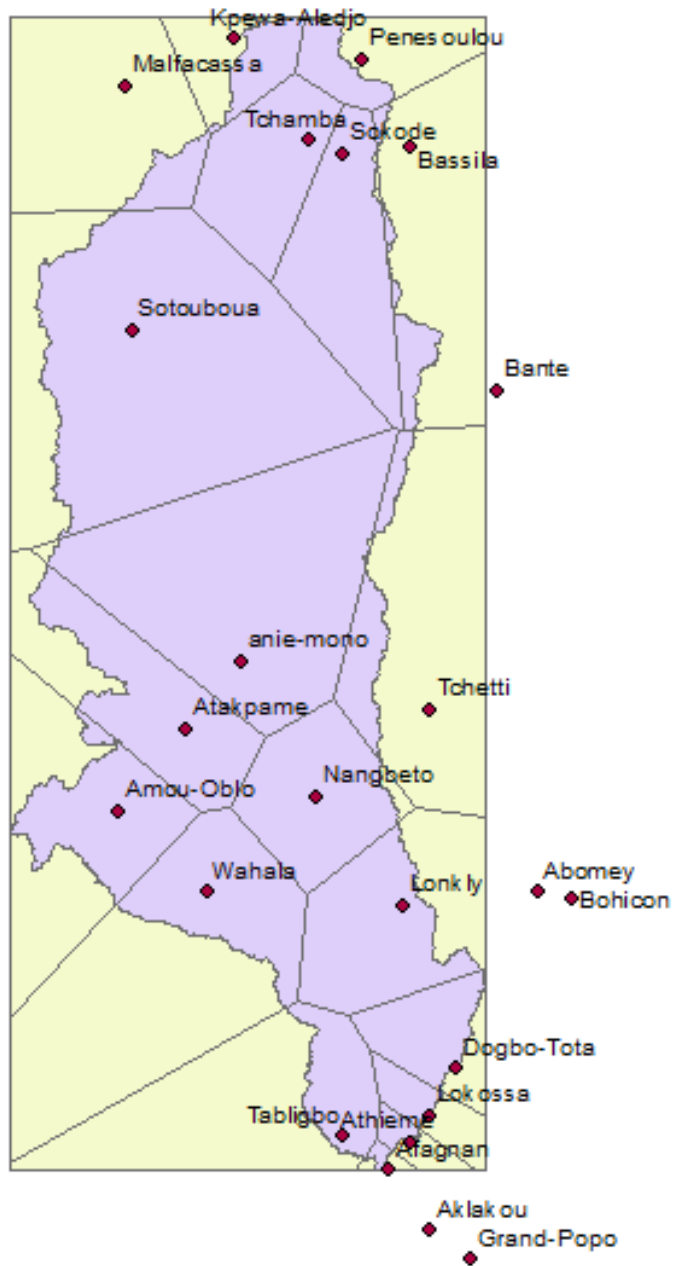 Kpewa-Aledjo
Penesoulou
Malfacassa
Tchamba
Sokode
Bassila
Sotouboua
Bante
anie-mono
Tchetti
Atakpame
Amou-Oblo
Nangbeto
Wahala
Lonkly
Abomey
Bohicon
Dogbo-Tota
Lokossa
Tabligbo
Athieme
Afagnan
Aklakou
Grand-Popo